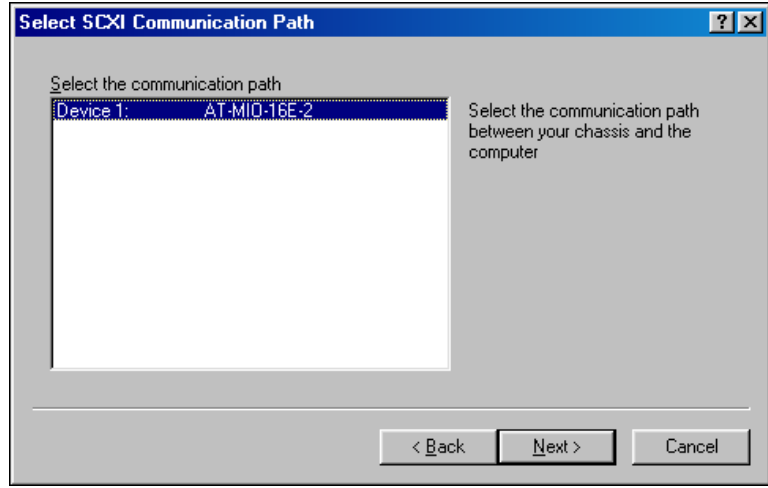 Select SCXI Communication Path
Select the communication path
Device 1: AT-MIO-16E-2
Select the communication path
between your chassis and the
computer
< Back
Next >
Cancel